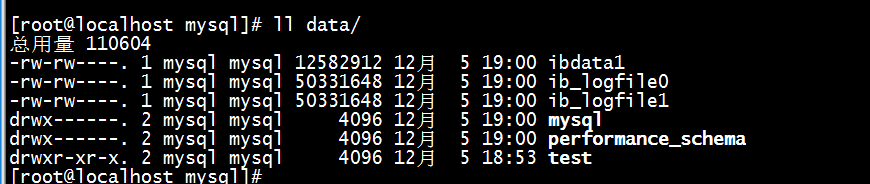 [root@localhost mysql]# ll data/
总用量 110604
-rw-rw----. 1 mysql mysql 12582912 12月  5 19:00 ibdata1
-rw-rw----. 1 mysql mysql 50331648 12月  5 19:00 ib_logfile0
-rw-rw----. 1 mysql mysql 50331648 12月  5 19:00 ib_logfile1
drwx------. 2 mysql mysql     4096 12月  5 19:00 mysql
drwx------. 2 mysql mysql     4096 12月  5 19:00 performance_schema
drwxr-xr-x. 2 mysql mysql     4096 12月  5 18:53 test
[root@localhost mysql]#